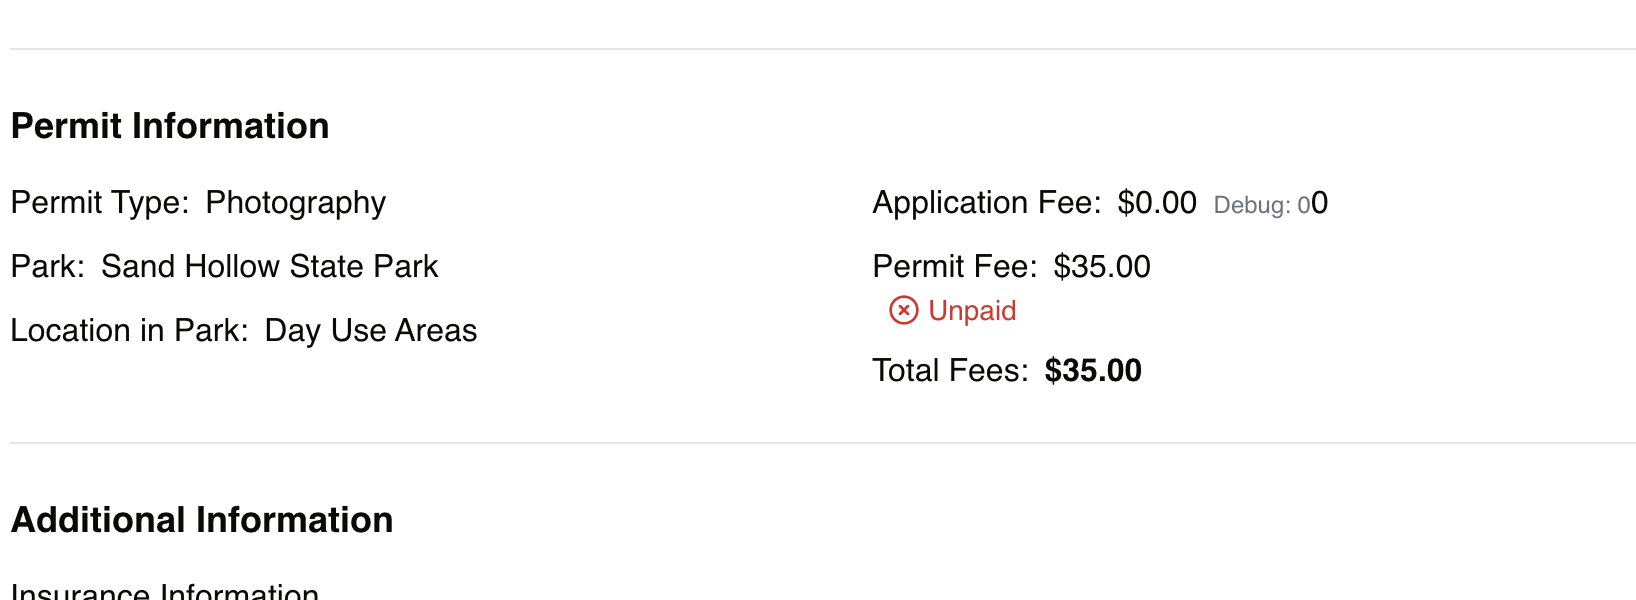 Permit Information
Permit Type: Photography
Park: Sand Hollow State Park
Location in Park: Day Use Areas
Application Fee: $0.00 Debug: 00
Permit Fee: $35.00
Unpaid
Total Fees: $35.00
Additional Information
Insurance Information